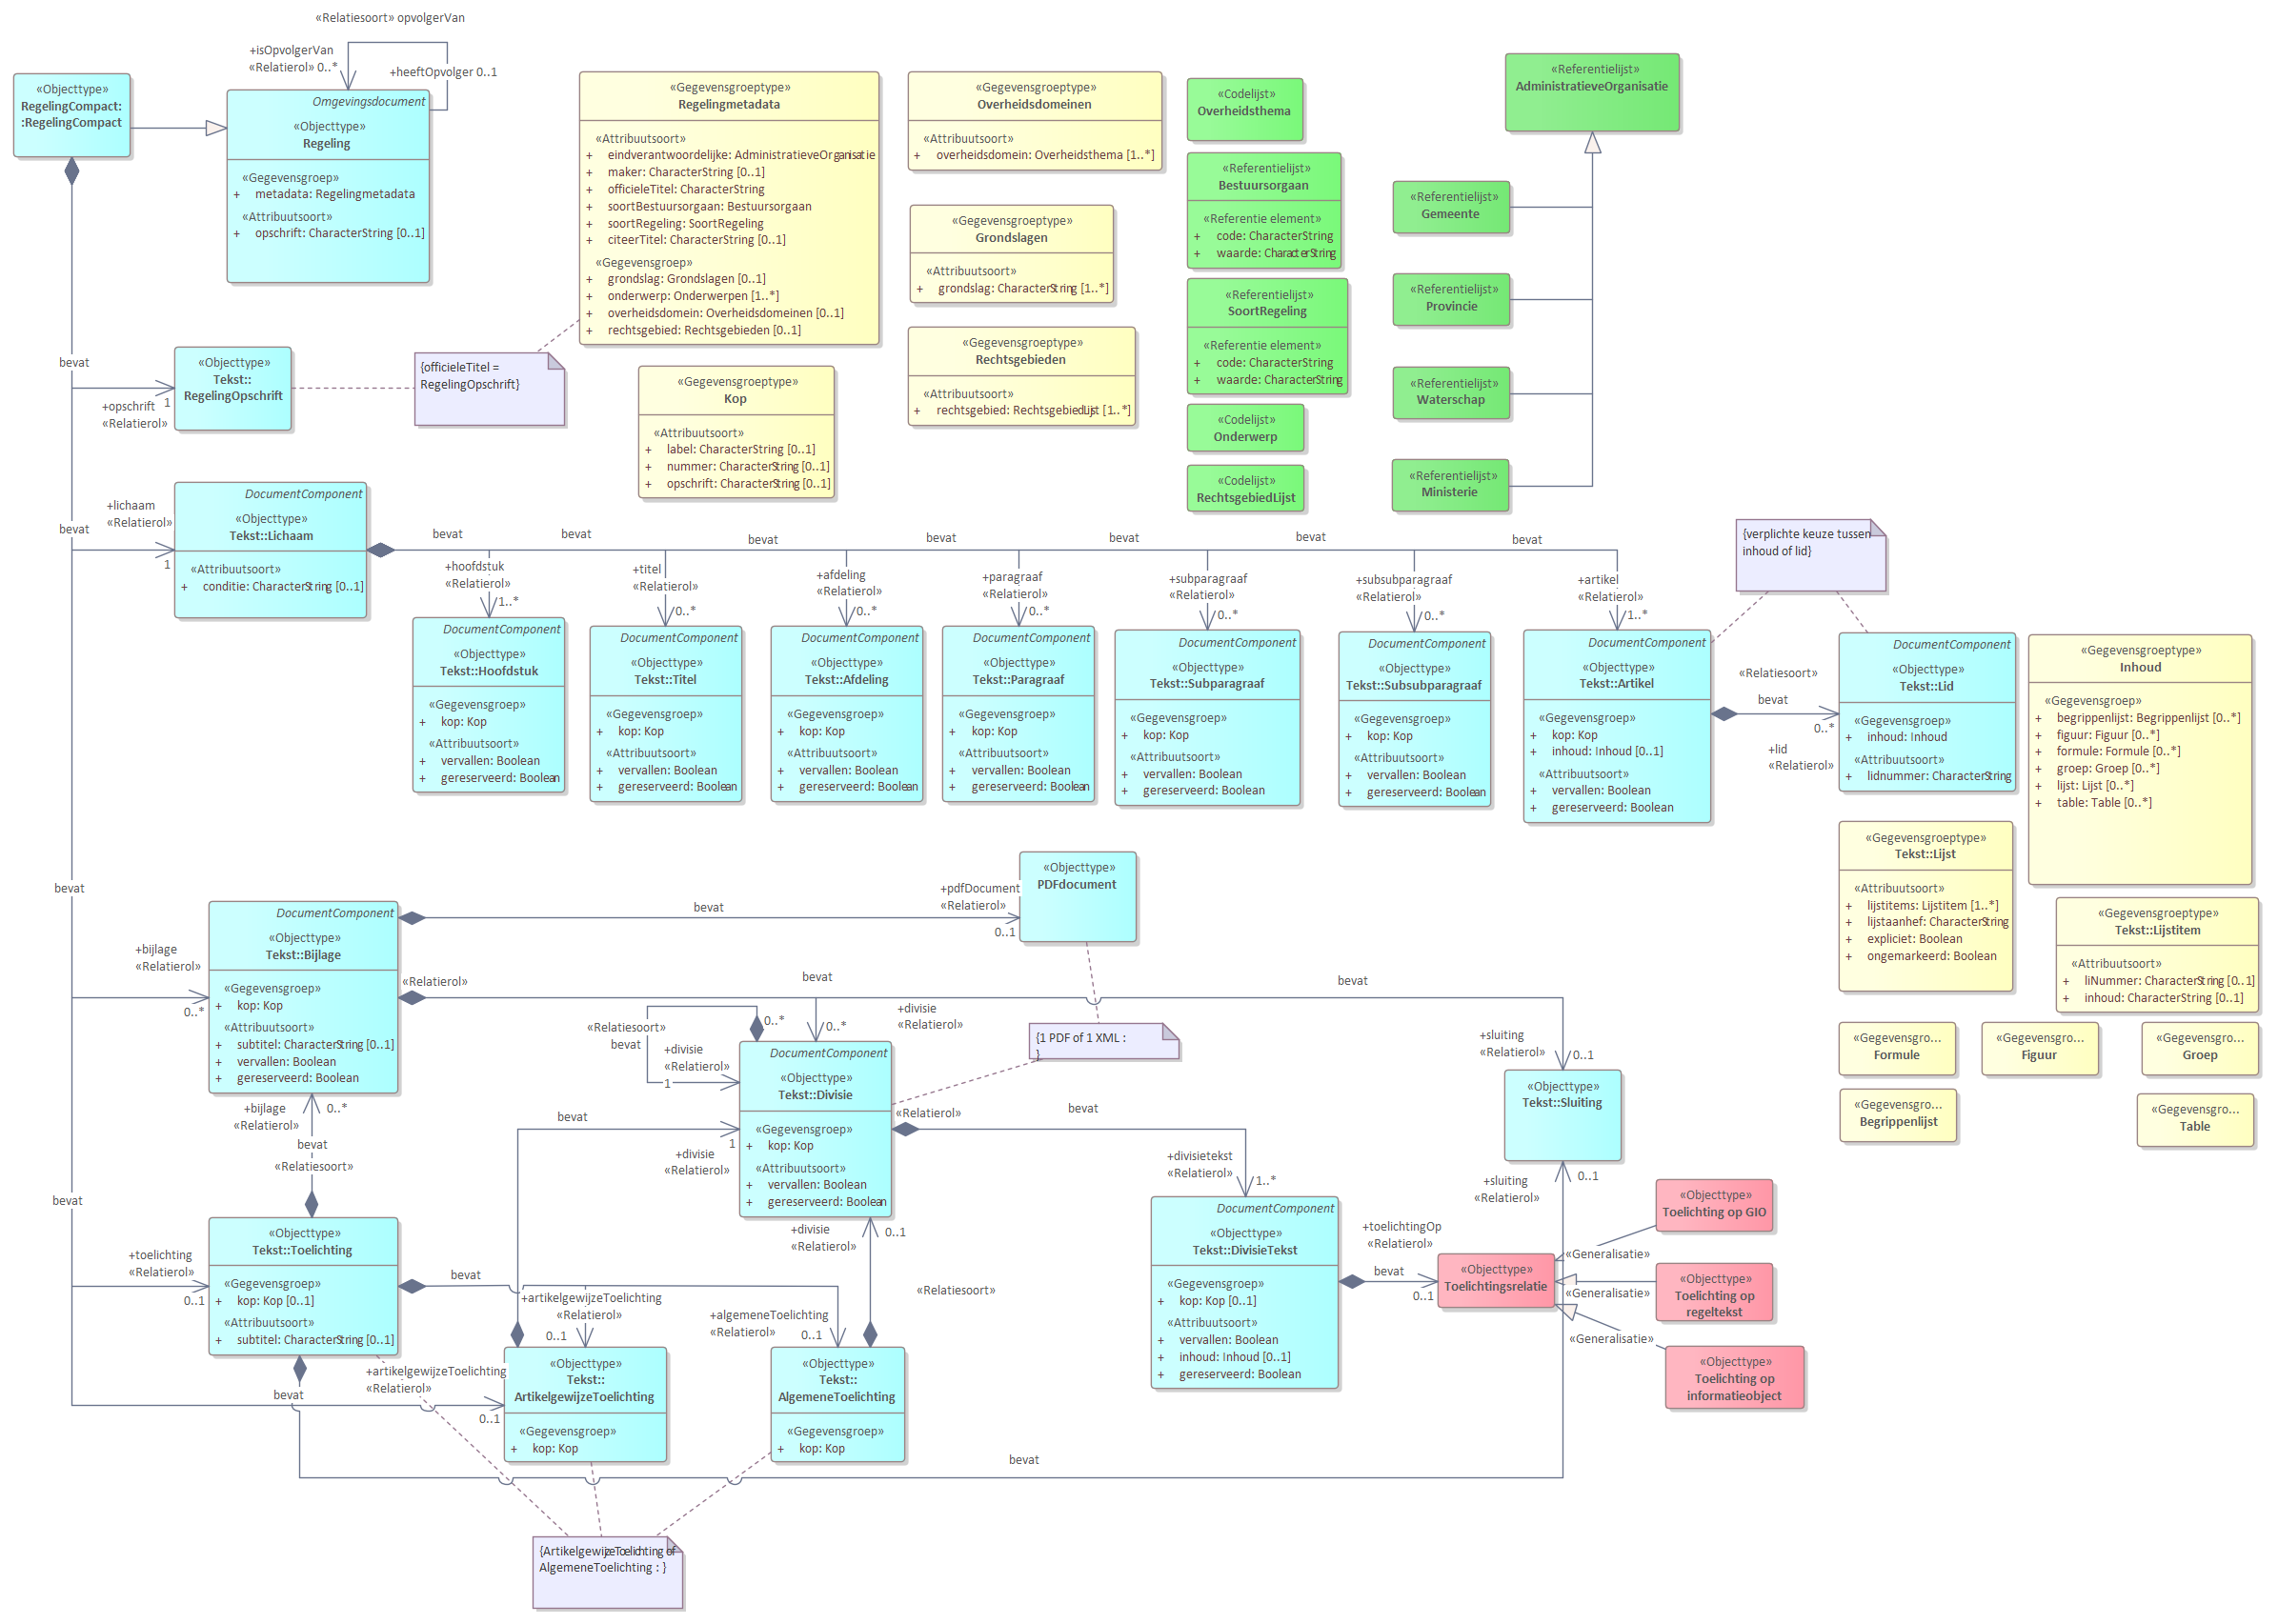 «Relatiesoort» opvolgerVan
+isOpvolgerVan
«Relatierol» 0..*
+heeftOpvolger 0..1
«Objecttype»
RegelingCompact:
:RegelingCompact
Omgevingsdocument
«Objecttype»
Regeling
«Gegevensgroep»
+ metadata: Regelingmetadata
«Attribuutsoort»
+ opschrift: CharacterString [0..1]
«Gegevensgroeptype»
Regelingmetadata
«Attribuutsoort»
+ eindverantwoordelijke: AdministratieveOrganisatie
+ maker: CharacterString [0..1]
+ officieleTitel: CharacterString
+ soortBestuursorgaan: Bestuursorgaan
+ soortRegeling: SoortRegeling
+ citeerTitel: CharacterString [0..1]
«Gegevensgroep»
+ grondslag: Grondslagen [0..1]
+ onderwerp: Onderwerpen [1..*]
+ overheidsdomein: Overheidsdomeinen [0..1]
+ rechtsgebied: Rechtsgebieden [0..1]
«Gegevensgroeptype»
Overheidsdomeinen
«Attribuutsoort»
+ overheidsdomein: Overheidsthema [1..*]
«Gegevensgroeptype»
Grondslagen
«Attribuutsoort»
+ grondslag: CharacterString [1..*]
«Gegevensgroeptype»
Rechtsgebieden
«Attribuutsoort»
+ rechtsgebied: RechtsgebiedLijst [1..*]
«Codelijst»
Overheidsthema
«Referentielijst»
Bestuursorgaan
«Referentie element»
+ code: CharacterString
+ waarde: CharacterString
«Referentielijst»
SoortRegeling
«Referentie element»
+ code: CharacterString
+ waarde: CharacterString
«Codelijst»
Onderwerp
«Codelijst»
RechtsgebiedLijst
«Referentielijst»
AdministratieveOrganisatie
«Referentielijst»
Gemeente
«Referentielijst»
Provincie
«Referentielijst»
Waterschap
«Referentielijst»
Ministerie
bevat
+opschrift
«Relatierol»
1
«Objecttype»
Tekst::
RegelingOpschrift
{officieleTitel =
RegelingOpschrift}
«Gegevensgroeptype»
Kop
«Attribuutsoort»
+ label: CharacterString [0..1]
+ nummer: CharacterString [0..1]
+ opschrift: CharacterString [0..1]
bevat
+lichaam
«Relatierol»
1
DocumentComponent
«Objecttype»
Tekst::Lichaam
«Attribuutsoort»
+ conditie: CharacterString [0..1]
bevat
bevat
bevat
bevat
bevat
bevat
bevat
+hoofdstuk
«Relatierol»
1..*
+titel
«Relatierol»
0..*
+afdeling
«Relatierol»
0..*
+paragraaf
«Relatierol»
0..*
+subparagraaf
«Relatierol»
0..*
+subsubparagraaf
«Relatierol»
0..*
+artikel
«Relatierol»
1..*
{verplichte keuze tussen
inhoud of lid}
DocumentComponent
«Objecttype»
Tekst::Hoofdstuk
«Gegevensgroep»
+ kop: Kop
«Attribuutsoort»
+ vervallen: Boolean
+ gereserveerd: Boolean
DocumentComponent
«Objecttype»
Tekst::Titel
«Gegevensgroep»
+ kop: Kop
«Attribuutsoort»
+ vervallen: Boolean
+ gereserveerd: Boolean
DocumentComponent
«Objecttype»
Tekst::Afdeling
«Gegevensgroep»
+ kop: Kop
«Attribuutsoort»
+ vervallen: Boolean
+ gereserveerd: Boolean
DocumentComponent
«Objecttype»
Tekst::Paragraaf
«Gegevensgroep»
+ kop: Kop
«Attribuutsoort»
+ vervallen: Boolean
+ gereserveerd: Boolean
DocumentComponent
«Objecttype»
Tekst::Subparagraaf
«Gegevensgroep»
+ kop: Kop
«Attribuutsoort»
+ vervallen: Boolean
+ gereserveerd: Boolean
DocumentComponent
«Objecttype»
Tekst::Subsubparagraaf
«Gegevensgroep»
+ kop: Kop
«Attribuutsoort»
+ vervallen: Boolean
+ gereserveerd: Boolean
DocumentComponent
«Objecttype»
Tekst::Artikel
«Gegevensgroep»
+ kop: Kop
+ inhoud: Inhoud [0..1]
«Attribuutsoort»
+ vervallen: Boolean
+ gereserveerd: Boolean
«Relatiesoort»
bevat
0..*
+lid
«Relatierol»
DocumentComponent
«Objecttype»
Tekst::Lid
«Gegevensgroep»
+ inhoud: Inhoud
«Attribuutsoort»
+ lidnummer: CharacterString
«Gegevensgroeptype»
Inhoud
«Gegevensgroep»
+ begrippenlijst: Begrippenlijst [0..*]
+ figuur: Figuur [0..*]
+ formule: Formule [0..*]
+ groep: Groep [0..*]
+ lijst: Lijst [0..*]
+ table: Table [0..*]
«Gegevensgroeptype»
Tekst::Lijst
«Attribuutsoort»
+ lijstitems: Lijstitem [1..*]
+ lijstaanhef: CharacterString
+ expliciet: Boolean
+ ongemarkeerd: Boolean
«Gegevensgroeptype»
Tekst::Lijstitem
«Attribuutsoort»
+ liNummer: CharacterString [0..1]
+ inhoud: CharacterString [0..1]
«Gegevensgro...
Formule
«Gegevensgro...
Figuur
«Gegevensgro...
Groep
«Gegevensgro...
Begrippenlijst
«Gegevensgro...
Table
bevat
+bijlage
«Relatierol»
0..*
DocumentComponent
«Objecttype»
Tekst::Bijlage
«Gegevensgroep»
+ kop: Kop
«Attribuutsoort»
+ subtitel: CharacterString [0..1]
+ vervallen: Boolean
+ gereserveerd: Boolean
bevat
+pdfDocument
«Relatierol»
0..1
«Objecttype»
PDFdocument
«Relatierol»
bevat
bevat
+divisie
«Relatierol»
0..*
0..*
«Relatiesoort»
bevat
+divisie
«Relatierol»
1
{1 PDF of 1 XML :
}
DocumentComponent
«Objecttype»
Tekst::Divisie
«Gegevensgroep»
+ kop: Kop
«Attribuutsoort»
+ vervallen: Boolean
+ gereserveerd: Boolean
+sluiting
«Relatierol»
0..1
«Objecttype»
Tekst::Sluiting
+sluiting
«Relatierol»
0..1
+bijlage
«Relatierol»
0..*
bevat
«Relatiesoort»
bevat
1
+divisie
«Relatierol»
«Relatierol»
bevat
+divisietekst
«Relatierol»
1..*
bevat
+toelichting
«Relatierol»
0..1
«Objecttype»
Tekst::Toelichting
«Gegevensgroep»
+ kop: Kop [0..1]
«Attribuutsoort»
+ subtitel: CharacterString [0..1]
bevat
+artikelgewijzeToelichting
«Relatierol»
0..1
+algemeneToelichting
«Relatierol»
0..1
+divisie
«Relatierol»
0..1
«Relatiesoort»
DocumentComponent
«Objecttype»
Tekst::DivisieTekst
«Gegevensgroep»
+ kop: Kop [0..1]
«Attribuutsoort»
+ vervallen: Boolean
+ inhoud: Inhoud [0..1]
+ gereserveerd: Boolean
+toelichtingOp
«Relatierol»
bevat
0..1
«Objecttype»
Toelichtingsrelatie
«Generalisatie»
«Generalisatie»
«Generalisatie»
«Objecttype»
Toelichting op GIO
«Objecttype»
Toelichting op
regeltekst
«Objecttype»
Toelichting op
informatieobject
bevat
+artikelgewijzeToelichting
«Relatierol»
0..1
«Objecttype»
Tekst::
ArtikelgewijzeToelichting
«Gegevensgroep»
+ kop: Kop
«Objecttype»
Tekst::
AlgemeneToelichting
«Gegevensgroep»
+ kop: Kop
bevat
{ArtikelgewijzeToelichting of
AlgemeneToelichting : }